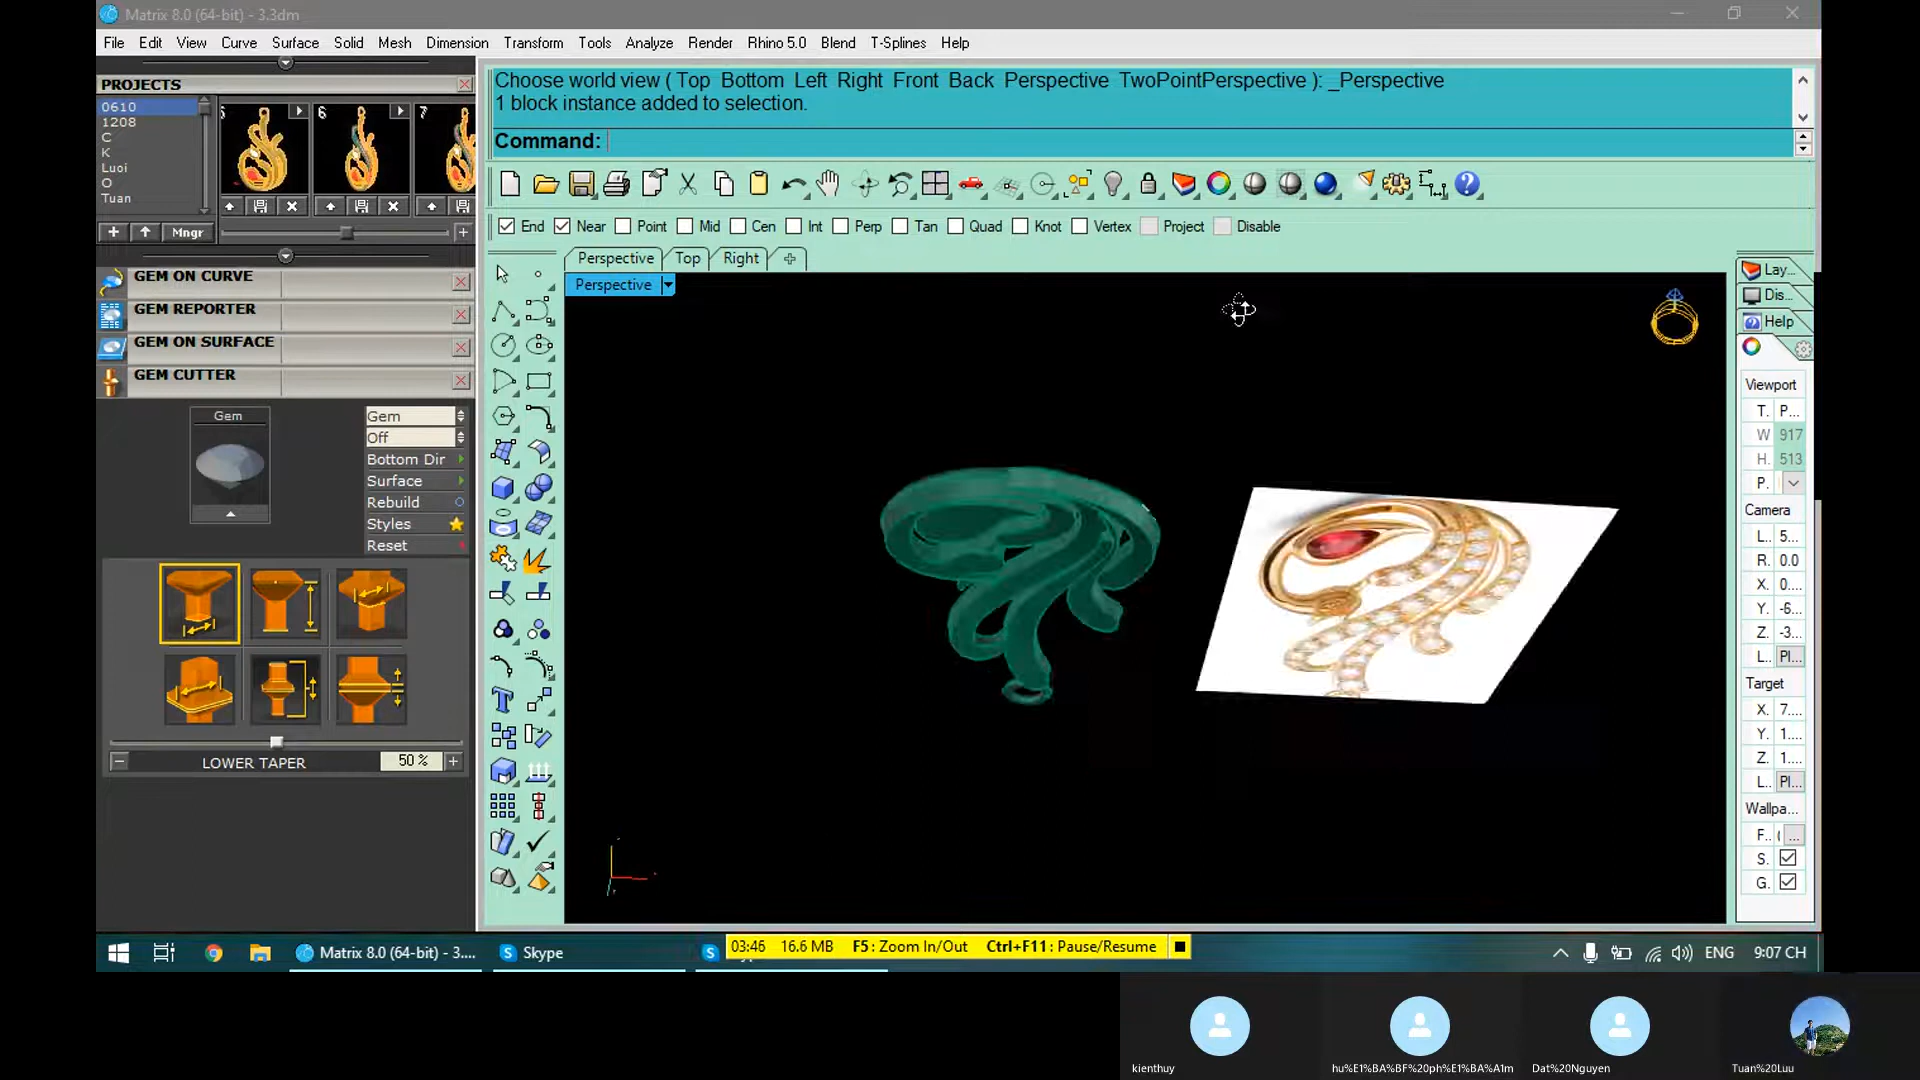 Matrix 8.0 (64-bit) - 3.3dm
File Edit View Curve Surface Solid Mesh Dimension Transform Tools Analyze Render Rhino 5.0 Blend T-Splines Help
PROJECTS
0610
1208
C
K
Luoi
O
Tuan
6
7
Mngr
Choose world view ( Top Bottom Left Right Front Back Perspective TwoPointPerspective ): _Perspective
1 block instance added to selection.
Command:
End Near Point Mid Cen Int Perp Tan Quad Knot Vertex Project Disable
Perspective Top Right
Perspective
GEM ON CURVE
GEM REPORTER
GEM ON SURFACE
GEM CUTTER
Gem
Gem
Off
Bottom Dir
Surface
Rebuild
Styles
Reset
LOWER TAPER 50 %
Lay...
Dis...
Help
Viewport
T. P...
W 917
H. 513
P.
Camera
L.. 5...
R. 0.0
X. 0....
Y. -6...
Z. -3...
L.. Pl...
Target
X. 7....
Y. 1....
Z. 1....
L.. Pl...
Wallpa...
F.. ( ...
S.
G.
Matrix 8.0 (64-bit) - 3....
Skype
03:46 16.6 MB F5 : Zoom In/Out Ctrl+F11 : Pause/Resume
ENG 9:07 CH
kienthuy
hu%E1%BA%BF%20ph%E1%BA%A1m
Dat%20Nguyen
Tuan%20Luu